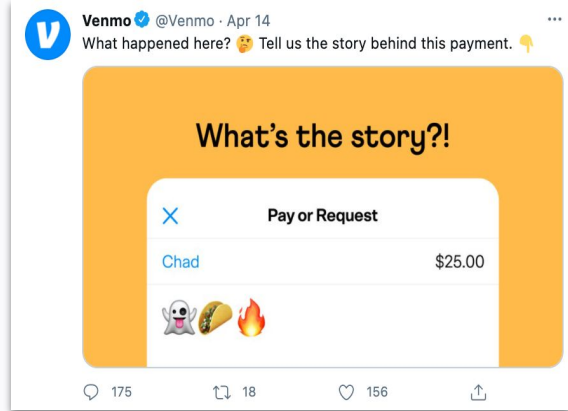 Venmo @Venmo · Apr 14
What happened here? 🤔 Tell us the story behind this payment. 👇
What's the story?!
Pay or Request
Chad $25.00
👻🌮🔥
175 18 156